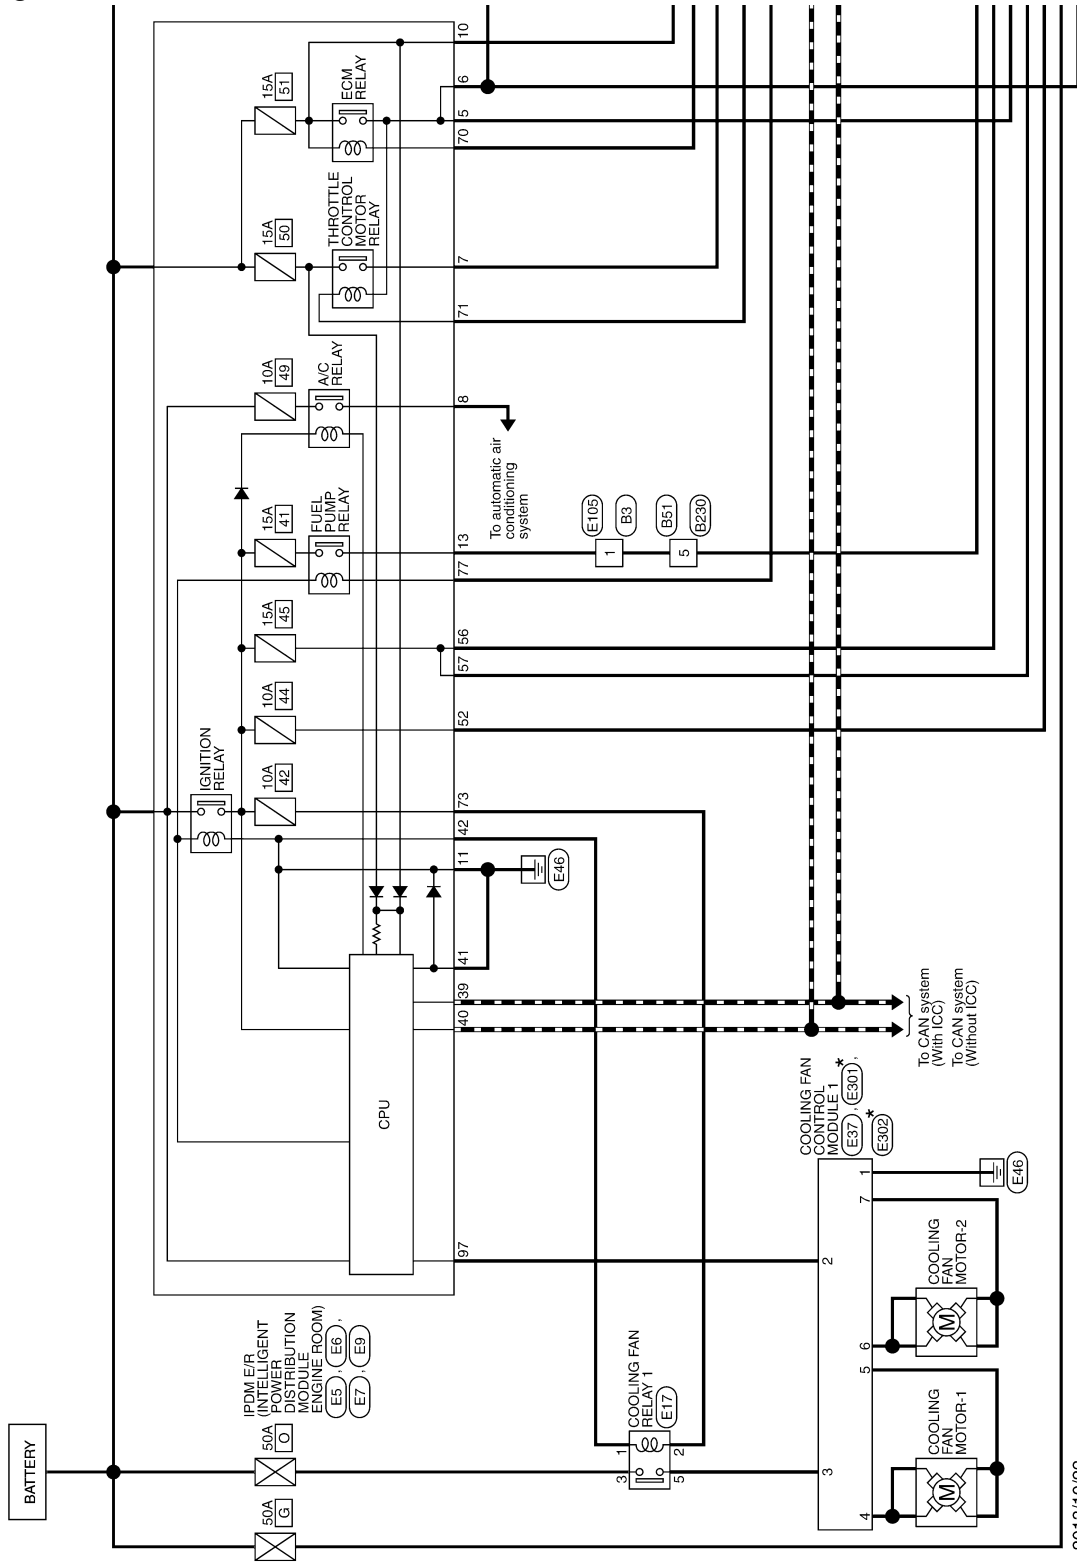 BATTERY
50A
G
50A
O
IPDM E/R
(INTELLIGENT
POWER
DISTRIBUTION
MODULE
ENGINE ROOM)
E5 , E6 ,
E7 , E9
CPU
IGNITION
RELAY
10A
42
10A
44
15A
45
15A
41
FUEL
PUMP
RELAY
10A
49
A/C
RELAY
15A
50
THROTTLE
CONTROL
MOTOR
RELAY
15A
51
ECM
RELAY
97
40
39
41
11
42
73
52
57
56
77
13
8
71
7
70
5
6
10
E46
To automatic air
conditioning
system
E105
B3
1
B51
B230
5
To CAN system
(With ICC)
To CAN system
(Without ICC)
COOLING FAN
RELAY 1
E17
1
2
3
5
COOLING FAN
CONTROL
MODULE 1
E37 , E301 * ,
E302 *
2
3
1
7
6
5
4
E46
COOLING
FAN
MOTOR-2
M
COOLING
FAN
MOTOR-1
M